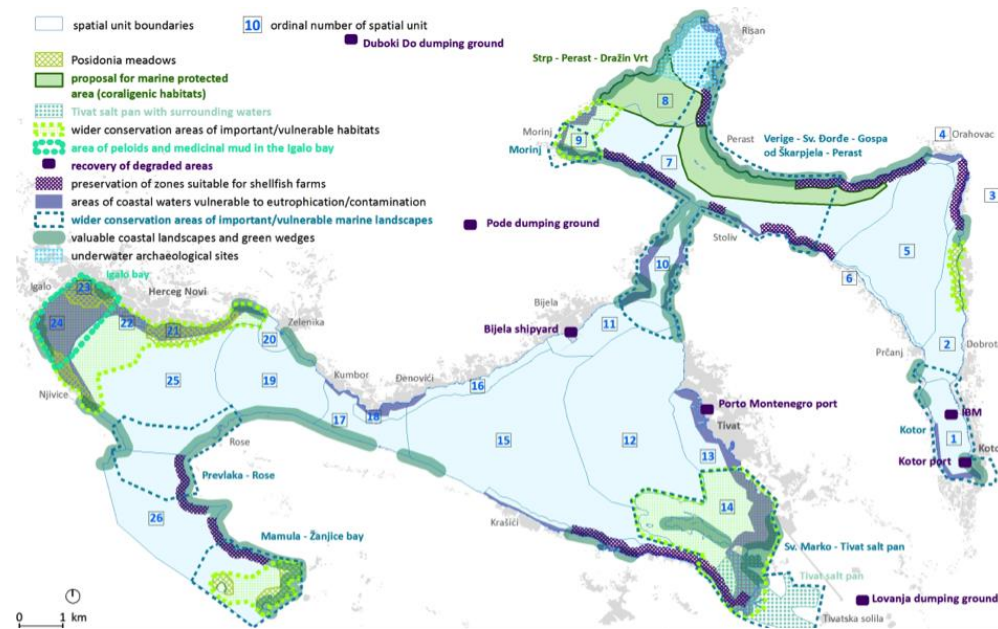 spatial unit boundaries
10 ordinal number of spatial unit
Posidonia meadows
proposal for marine protected
area (coraligenic habitats)
Tivat salt pan with surrounding waters
wider conservation areas of important/vulnerable habitats
area of peloids and medicinal mud in the Igalo bay
recovery of degraded areas
preservation of zones suitable for shellfish farms
areas of coastal waters vulnerable to eutrophication/contamination
wider conservation areas of important/vulnerable marine landscapes
valuable coastal landscapes and green wedges
underwater archaeological sites
Duboki Do dumping ground
Risan
Strp - Perast - Dražin Vrt
8
Morinj
9
Morinj
7
Perast
Verige - Sv. Đorđe - Gospa
od Škarpjela - Perast
4
Orahovac
3
Pode dumping ground
Stoliv
5
6
10
Igalo
23
Igalo bay
Herceg Novi
24
22
21
Zelenika
20
Bijela
11
Bijela shipyard
Prčanj
2
Dobrota
Njivice
25
19
Kumbor
Đenovići
16
17
18
Porto Montenegro port
Tivat
Kotor
IBM
1
Koto
Kotor port
Rose
15
12
13
Prevlaka - Rose
26
Krašići
14
Mamula - Žanjice bay
Sv. Marko - Tivat salt pan
Tivat salt pan
Lovanja dumping ground
Tivatska solila
0 1 km